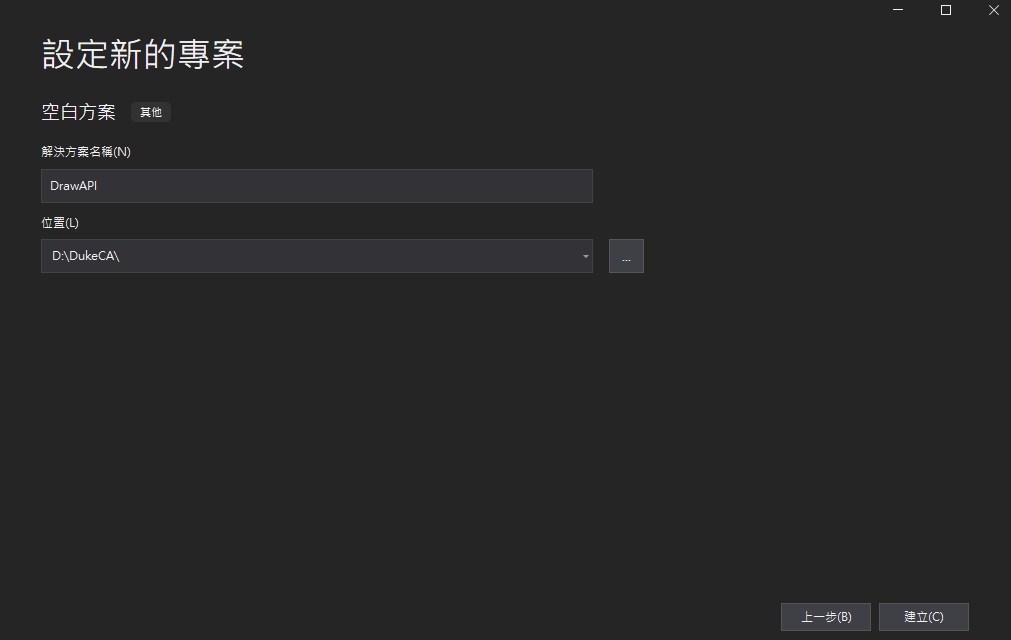 設定新的專案
空白方案 其他
解決方案名稱(N)
DrawAPI
位置(L)
D:\DukeCA\
...
上一步(B) 建立(C)